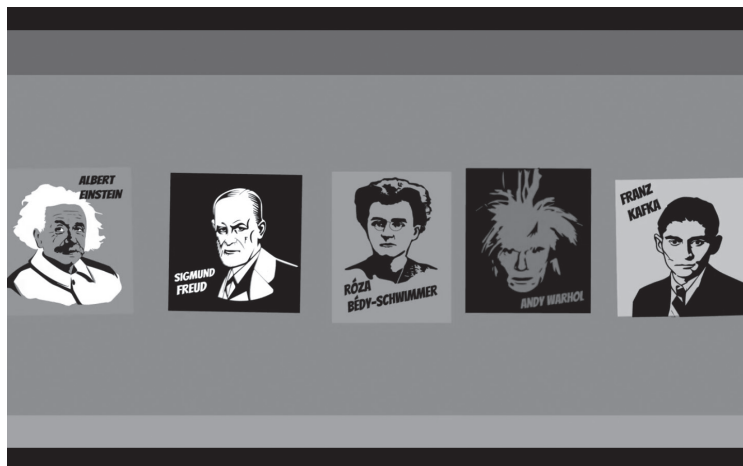 ALBERT
EINSTEIN
SIGMUND
FREUD
RÓZA
BÉDY-SCHWIMMER
ANDY WARHOL
FRANZ
KAFKA